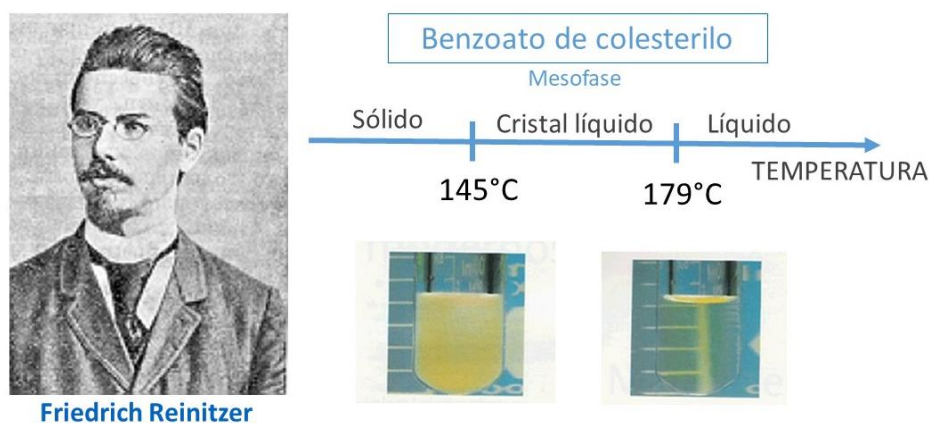 Benzoato de colesterilo
Mesofase
Sólido
Cristal líquido
Líquido
TEMPERATURA
145°C
179°C
Friedrich Reinitzer